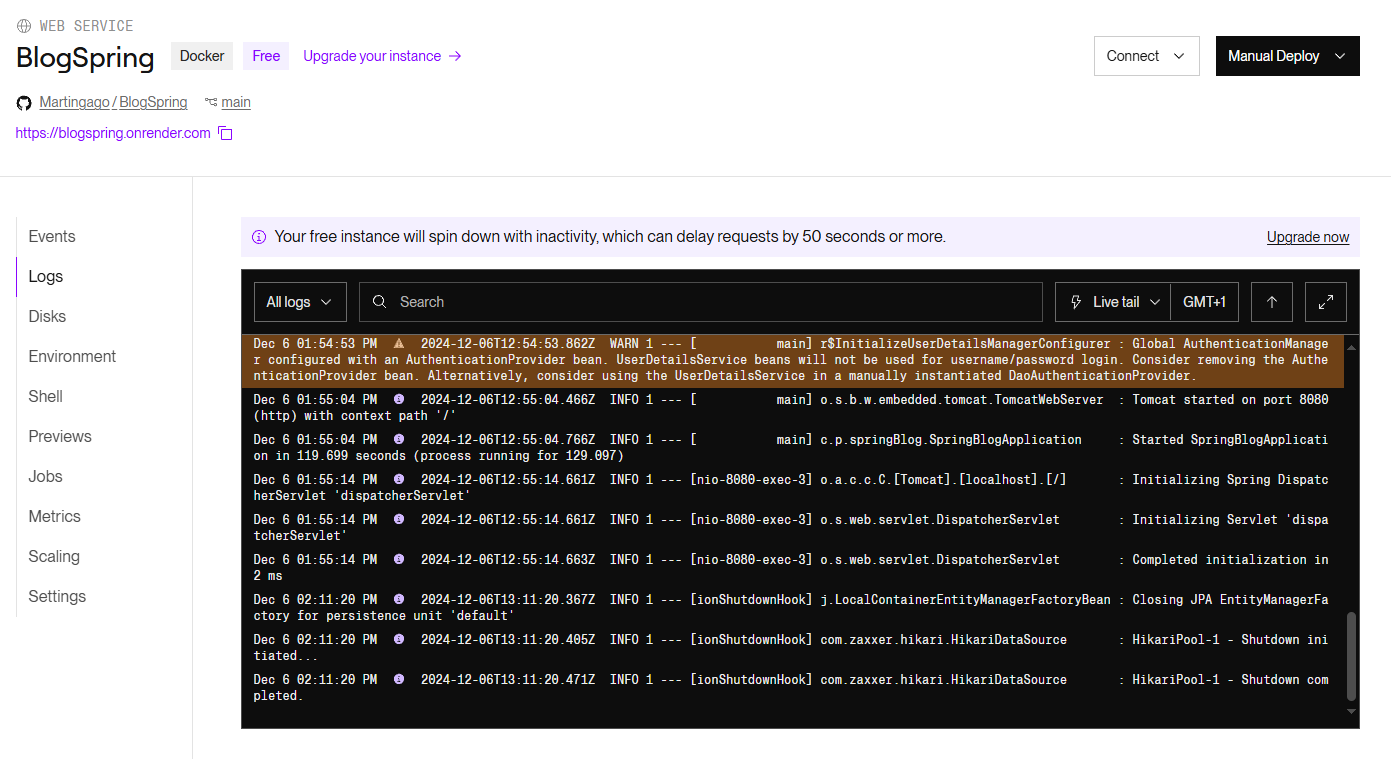 WEB SERVICE
BlogSpring Docker Free Upgrade your instance →
Connect Manual Deploy
Martingago / BlogSpring main
https://blogspring.onrender.com
Events
Logs
Disks
Environment
Shell
Previews
Jobs
Metrics
Scaling
Settings
Your free instance will spin down with inactivity, which can delay requests by 50 seconds or more. Upgrade now
All logs Search Live tail GMT+1
Dec 6 01:54:53 PM 2024-12-06T12:54:53.862Z WARN 1 --- [ main] r$InitializeUserDetailsManagerConfigurer : Global AuthenticationManage
r configured with an AuthenticationProvider bean. UserDetailsService beans will not be used for username/password login. Consider removing the Authe
nticationProvider bean. Alternatively, consider using the UserDetailsService in a manually instantiated DaoAuthenticationProvider.
Dec 6 01:55:04 PM 2024-12-06T12:55:04.466Z INFO 1 --- [ main] o.s.b.w.embedded.tomcat.TomcatWebServer : Tomcat started on port 8080
(http) with context path '/'
Dec 6 01:55:04 PM 2024-12-06T12:55:04.766Z INFO 1 --- [ main] c.p.springBlog.SpringBlogApplication : Started SpringBlogApplicati
on in 119.699 seconds (process running for 129.097)
Dec 6 01:55:14 PM 2024-12-06T12:55:14.661Z INFO 1 --- [nio-8080-exec-3] o.a.c.c.C.[Tomcat].[localhost].[/] : Initializing Spring Dispatc
herServlet 'dispatcherServlet'
Dec 6 01:55:14 PM 2024-12-06T12:55:14.661Z INFO 1 --- [nio-8080-exec-3] o.s.web.servlet.DispatcherServlet : Initializing Servlet 'dispa
tcherServlet'
Dec 6 01:55:14 PM 2024-12-06T12:55:14.663Z INFO 1 --- [nio-8080-exec-3] o.s.web.servlet.DispatcherServlet : Completed initialization in
2 ms
Dec 6 02:11:20 PM 2024-12-06T13:11:20.367Z INFO 1 --- [ionShutdownHook] j.LocalContainerEntityManagerFactoryBean : Closing JPA EntityManagerFa
ctory for persistence unit 'default'
Dec 6 02:11:20 PM 2024-12-06T13:11:20.405Z INFO 1 --- [ionShutdownHook] com.zaxxer.hikari.HikariDataSource : HikariPool-1 - Shutdown ini
tiated...
Dec 6 02:11:20 PM 2024-12-06T13:11:20.471Z INFO 1 --- [ionShutdownHook] com.zaxxer.hikari.HikariDataSource : HikariPool-1 - Shutdown com
pleted.